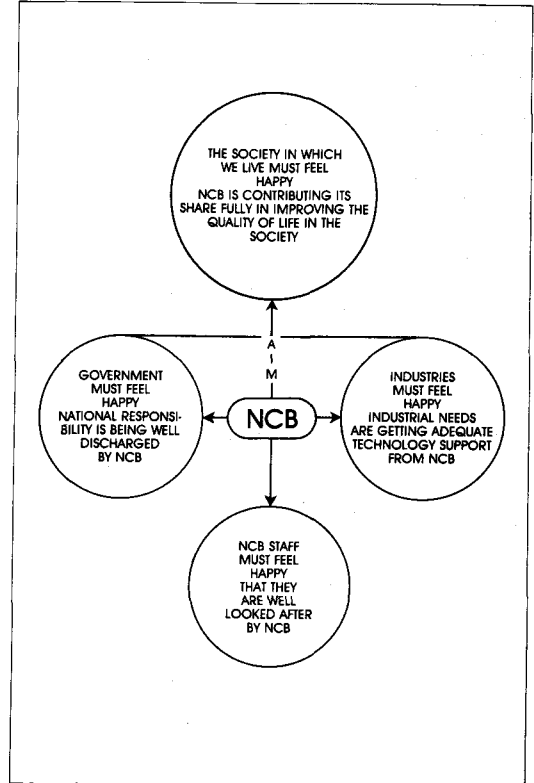 THE SOCIETY IN WHICH
WE LIVE MUST FEEL
HAPPY
NCB IS CONTRIBUTING ITS
SHARE FULLY IN IMPROVING THE
QUALITY OF LIFE IN THE
SOCIETY
A
I
M
GOVERNMENT
MUST FEEL
HAPPY
NATIONAL RESPONSI-
BILITY IS BEING WELL
DISCHARGED
BY NCB
NCB
INDUSTRIES
MUST FEEL
HAPPY
INDUSTRIAL NEEDS
ARE GETTING ADEQUATE
TECHNOLOGY SUPPORT
FROM NCB
NCB STAFF
MUST FEEL
HAPPY
THAT THEY
ARE WELL
LOOKED AFTER
BY NCB